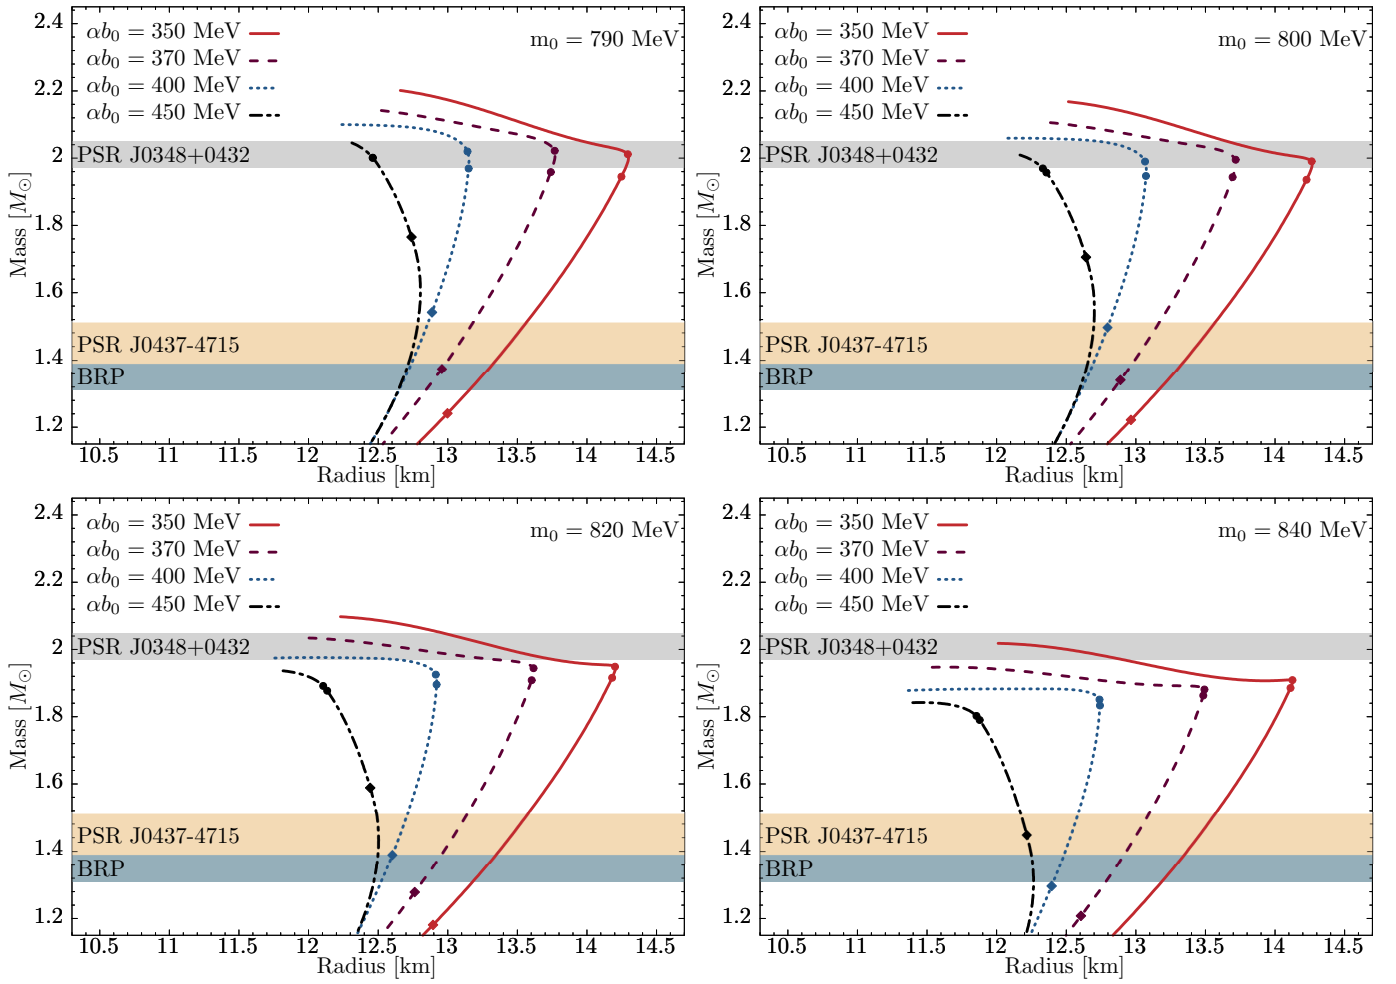 αb₀ = 350 MeV
αb₀ = 370 MeV
αb₀ = 400 MeV
αb₀ = 450 MeV
m₀ = 790 MeV
PSR J0348+0432
PSR J0437-4715
BRP
2.4
2.2
2
1.8
1.6
1.4
1.2
Mass [M⊙]
10.5 11 11.5 12 12.5 13 13.5 14 14.5
Radius [km]
αb₀ = 350 MeV
αb₀ = 370 MeV
αb₀ = 400 MeV
αb₀ = 450 MeV
m₀ = 800 MeV
PSR J0348+0432
PSR J0437-4715
BRP
2.4
2.2
2
1.8
1.6
1.4
1.2
Mass [M⊙]
10.5 11 11.5 12 12.5 13 13.5 14 14.5
Radius [km]
αb₀ = 350 MeV
αb₀ = 370 MeV
αb₀ = 400 MeV
αb₀ = 450 MeV
m₀ = 820 MeV
PSR J0348+0432
PSR J0437-4715
BRP
2.4
2.2
2
1.8
1.6
1.4
1.2
Mass [M⊙]
10.5 11 11.5 12 12.5 13 13.5 14 14.5
Radius [km]
αb₀ = 350 MeV
αb₀ = 370 MeV
αb₀ = 400 MeV
αb₀ = 450 MeV
m₀ = 840 MeV
PSR J0348+0432
PSR J0437-4715
BRP
2.4
2.2
2
1.8
1.6
1.4
1.2
Mass [M⊙]
10.5 11 11.5 12 12.5 13 13.5 14 14.5
Radius [km]